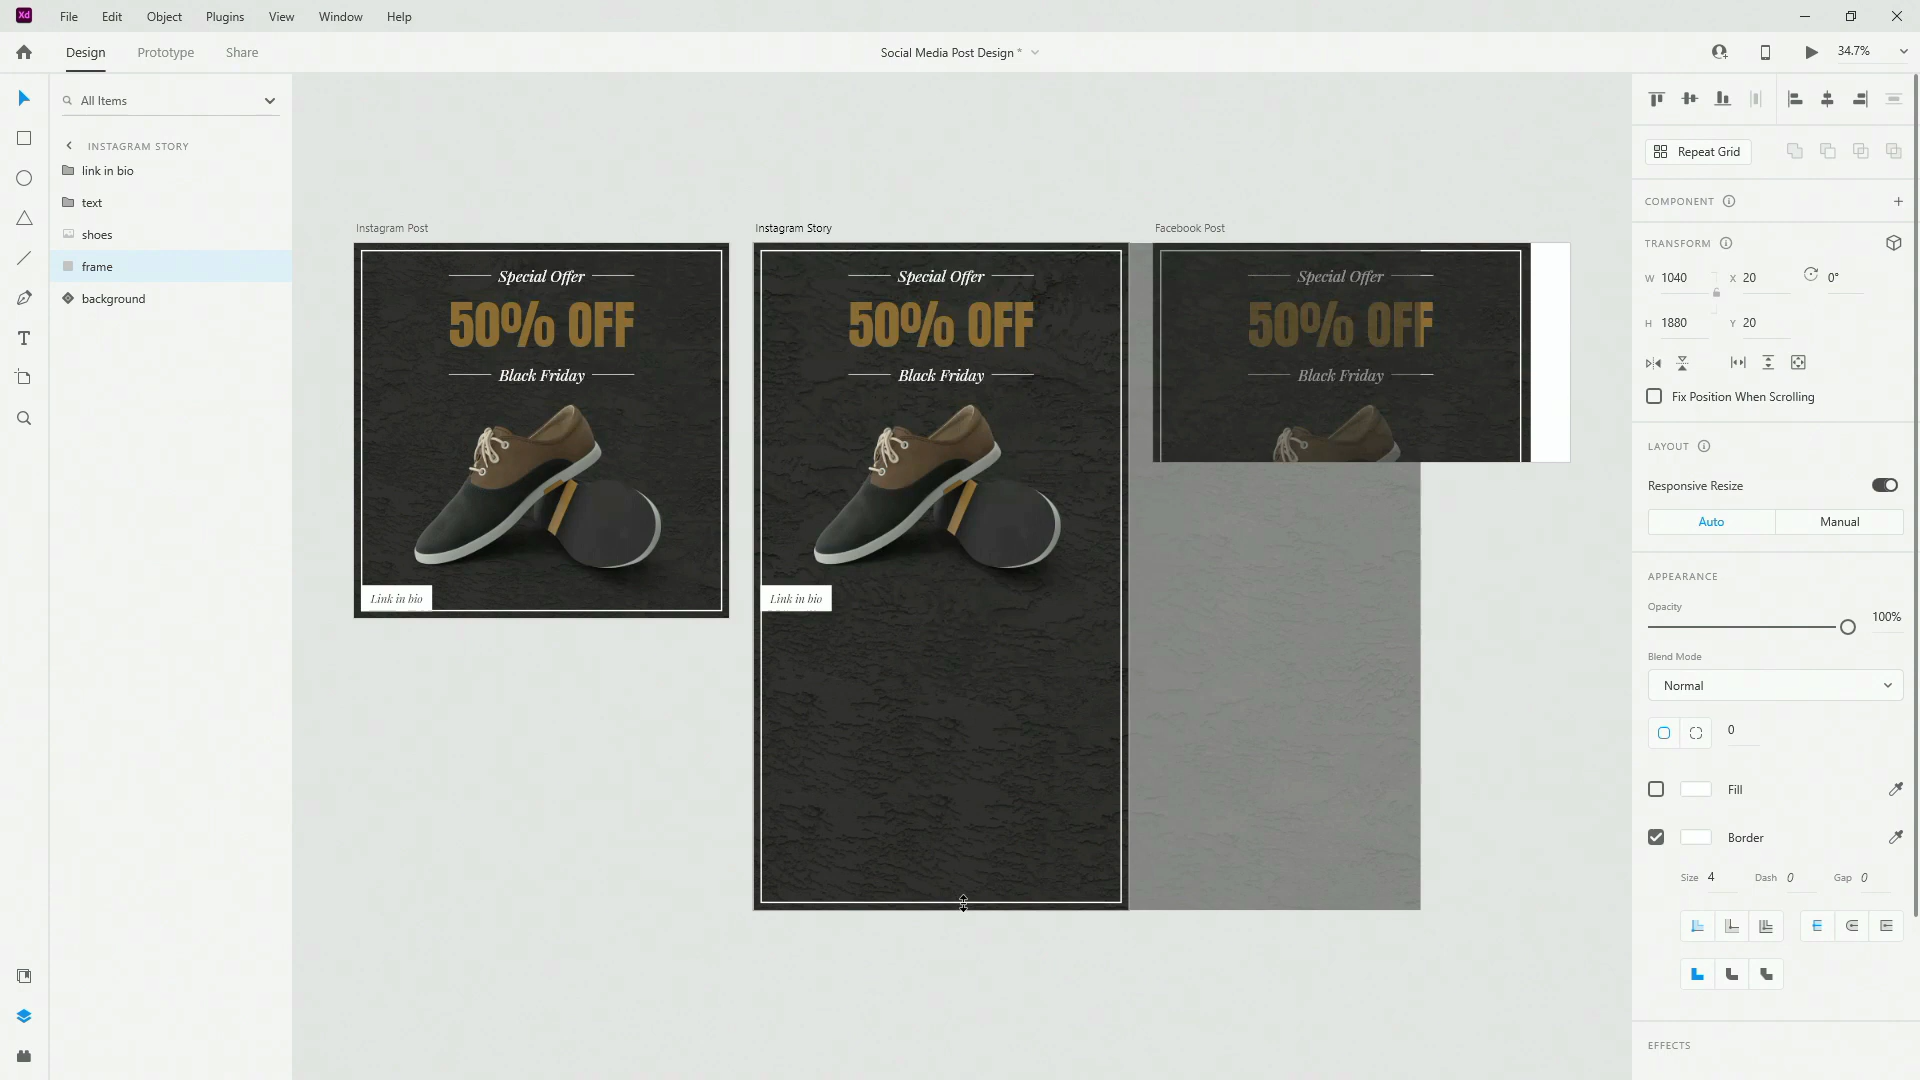 Xd File Edit Object Plugins View Window Help
Design Prototype Share
Social Media Post Design *
34.7%
All Items
INSTAGRAM STORY
link in bio
text
shoes
frame
background
Instagram Post
Special Offer
50% OFF
Black Friday
Link in bio
Instagram Story
Special Offer
50% OFF
Black Friday
Link in bio
Facebook Post
Special Offer
50% OFF
Black Friday
Repeat Grid
COMPONENT
TRANSFORM
W 1040 X 20 0°
H 1880 Y 20
Fix Position When Scrolling
LAYOUT
Responsive Resize
Auto Manual
APPEARANCE
Opacity
100%
Blend Mode
Normal
0
Fill
Border
Size 4 Dash 0 Gap 0
EFFECTS